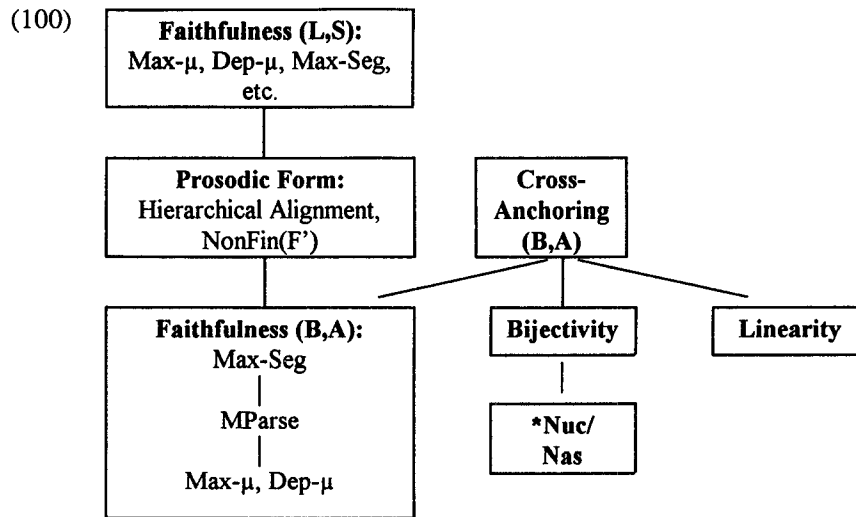 (100)
Faithfulness (L,S):
Max-μ, Dep-μ, Max-Seg,
etc.
Prosodic Form:
Hierarchical Alignment,
NonFin(F’)
Cross-
Anchoring
(B,A)
Faithfulness (B,A):
Max-Seg
MParse
Max-μ, Dep-μ
Bijectivity
*Nuc/
Nas
Linearity